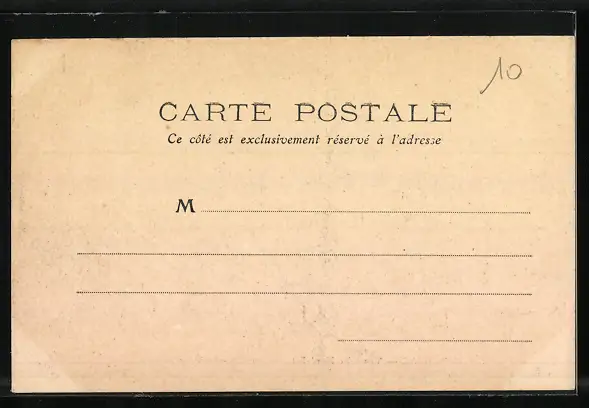 10
CARTE POSTALE
Ce côté est exclusivement réservé à l'adresse
M